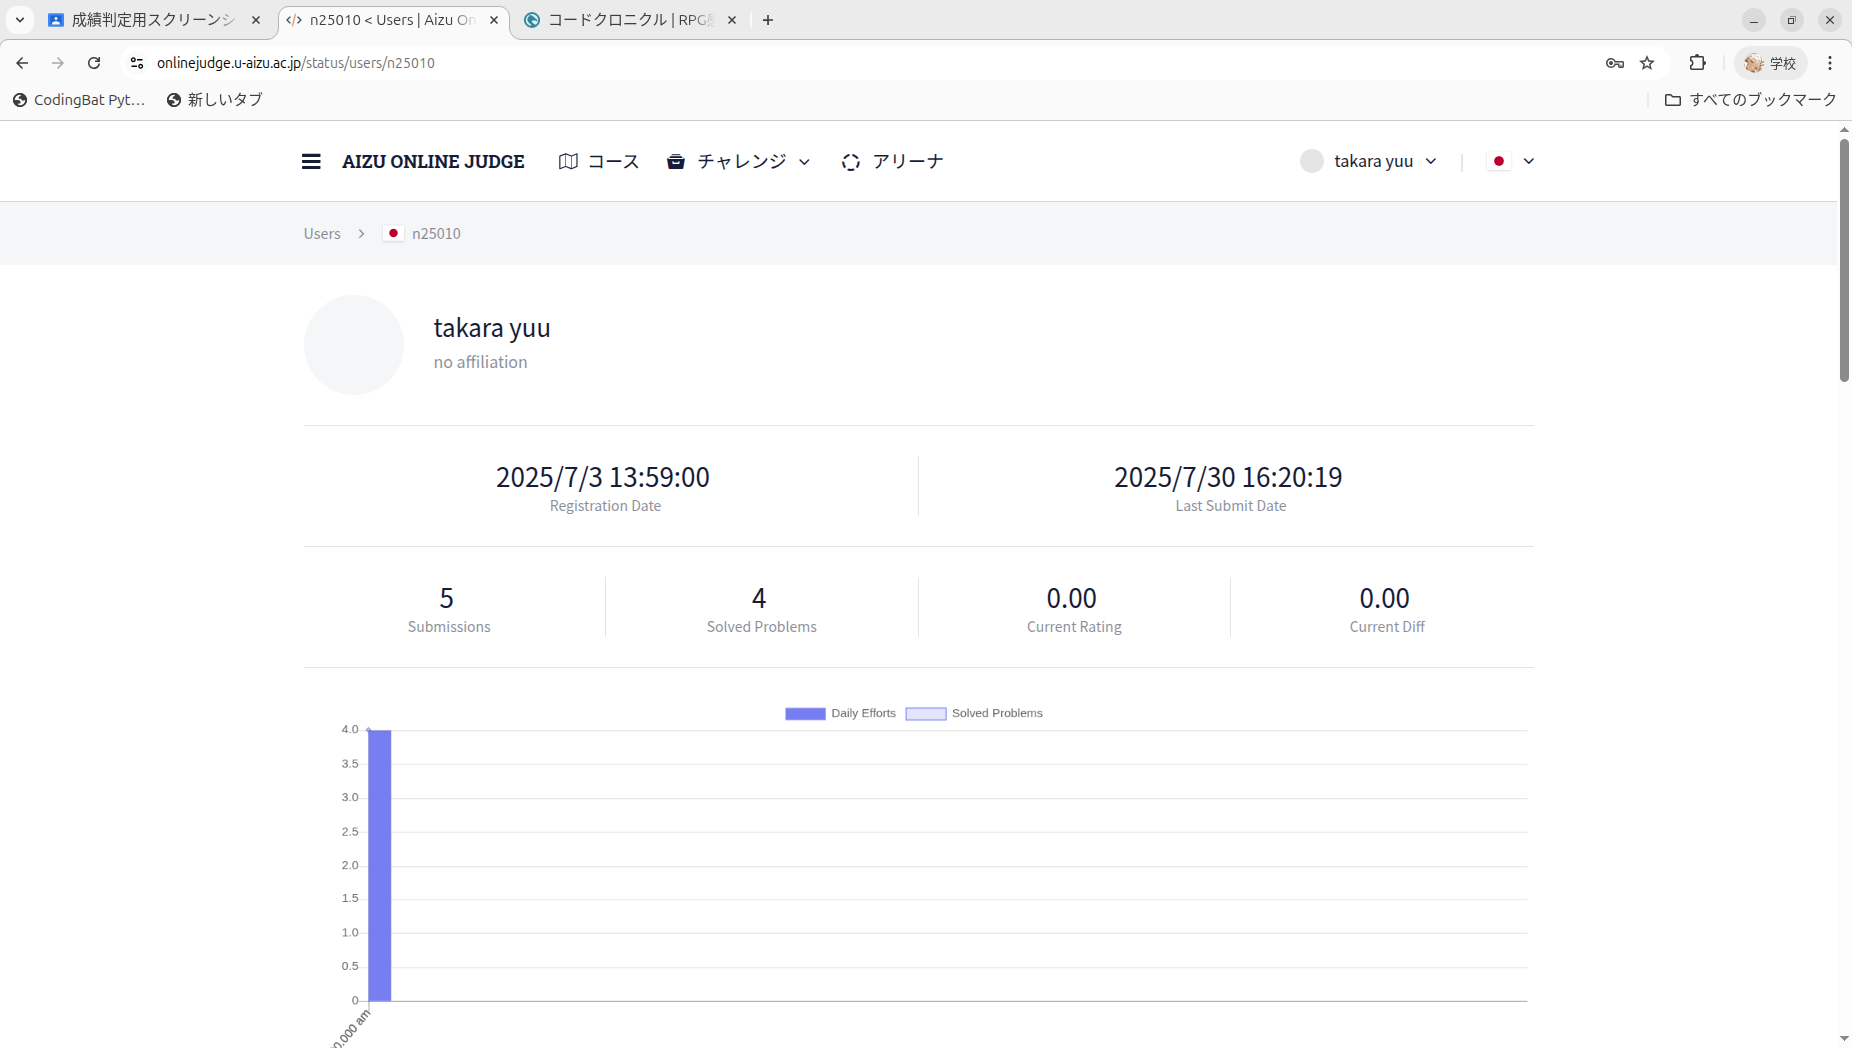 成績判定用スクリーンシ
n25010 < Users | Aizu On
コードクロニクル | RPG
onlinejudge.u-aizu.ac.jp/status/users/n25010
学校
CodingBat Pyt...
新しいタブ
すべてのブックマーク
AIZU ONLINE JUDGE
コース
チャレンジ
アリーナ
takara yuu
Users
n25010
takara yuu
no affiliation
2025/7/3 13:59:00
Registration Date
2025/7/30 16:20:19
Last Submit Date
5
Submissions
4
Solved Problems
0.00
Current Rating
0.00
Current Diff
Daily Efforts
Solved Problems
4.0
3.5
3.0
2.5
2.0
1.5
1.0
0.5
0
0.000 am